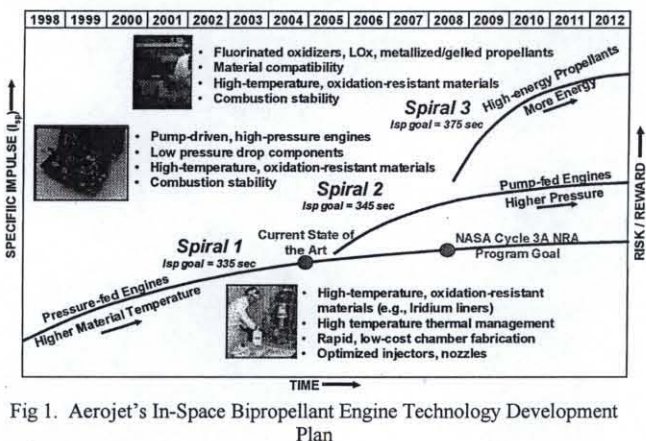 1998 1999 2000 2001 2002 2003 2004 2005 2006 2007 2008 2009 2010 2011 2012
• Fluorinated oxidizers, LOx, metallized/gelled propellants
• Material compatibility
• High-temperature, oxidation-resistant materials
• Combustion stability
High-energy Propellants
More Energy
Spiral 3
Isp goal = 375 sec
• Pump-driven, high-pressure engines
• Low pressure drop components
• High-temperature, oxidation-resistant materials
• Combustion stability
Spiral 2
Isp goal = 345 sec
Pump-fed Engines
Higher Pressure
SPECIFIIC IMPULSE (Isp)
RISK / REWARD
Spiral 1
Isp goal = 335 sec
Current State of
the Art
NASA Cycle 3A NRA
Program Goal
Pressure-fed Engines
Higher Material Temperature
• High-temperature, oxidation-resistant
materials (e.g., Iridium liners)
• High temperature thermal management
• Rapid, low-cost chamber fabrication
• Optimized injectors, nozzles
TIME
Fig 1. Aerojet's In-Space Bipropellant Engine Technology Development
Plan